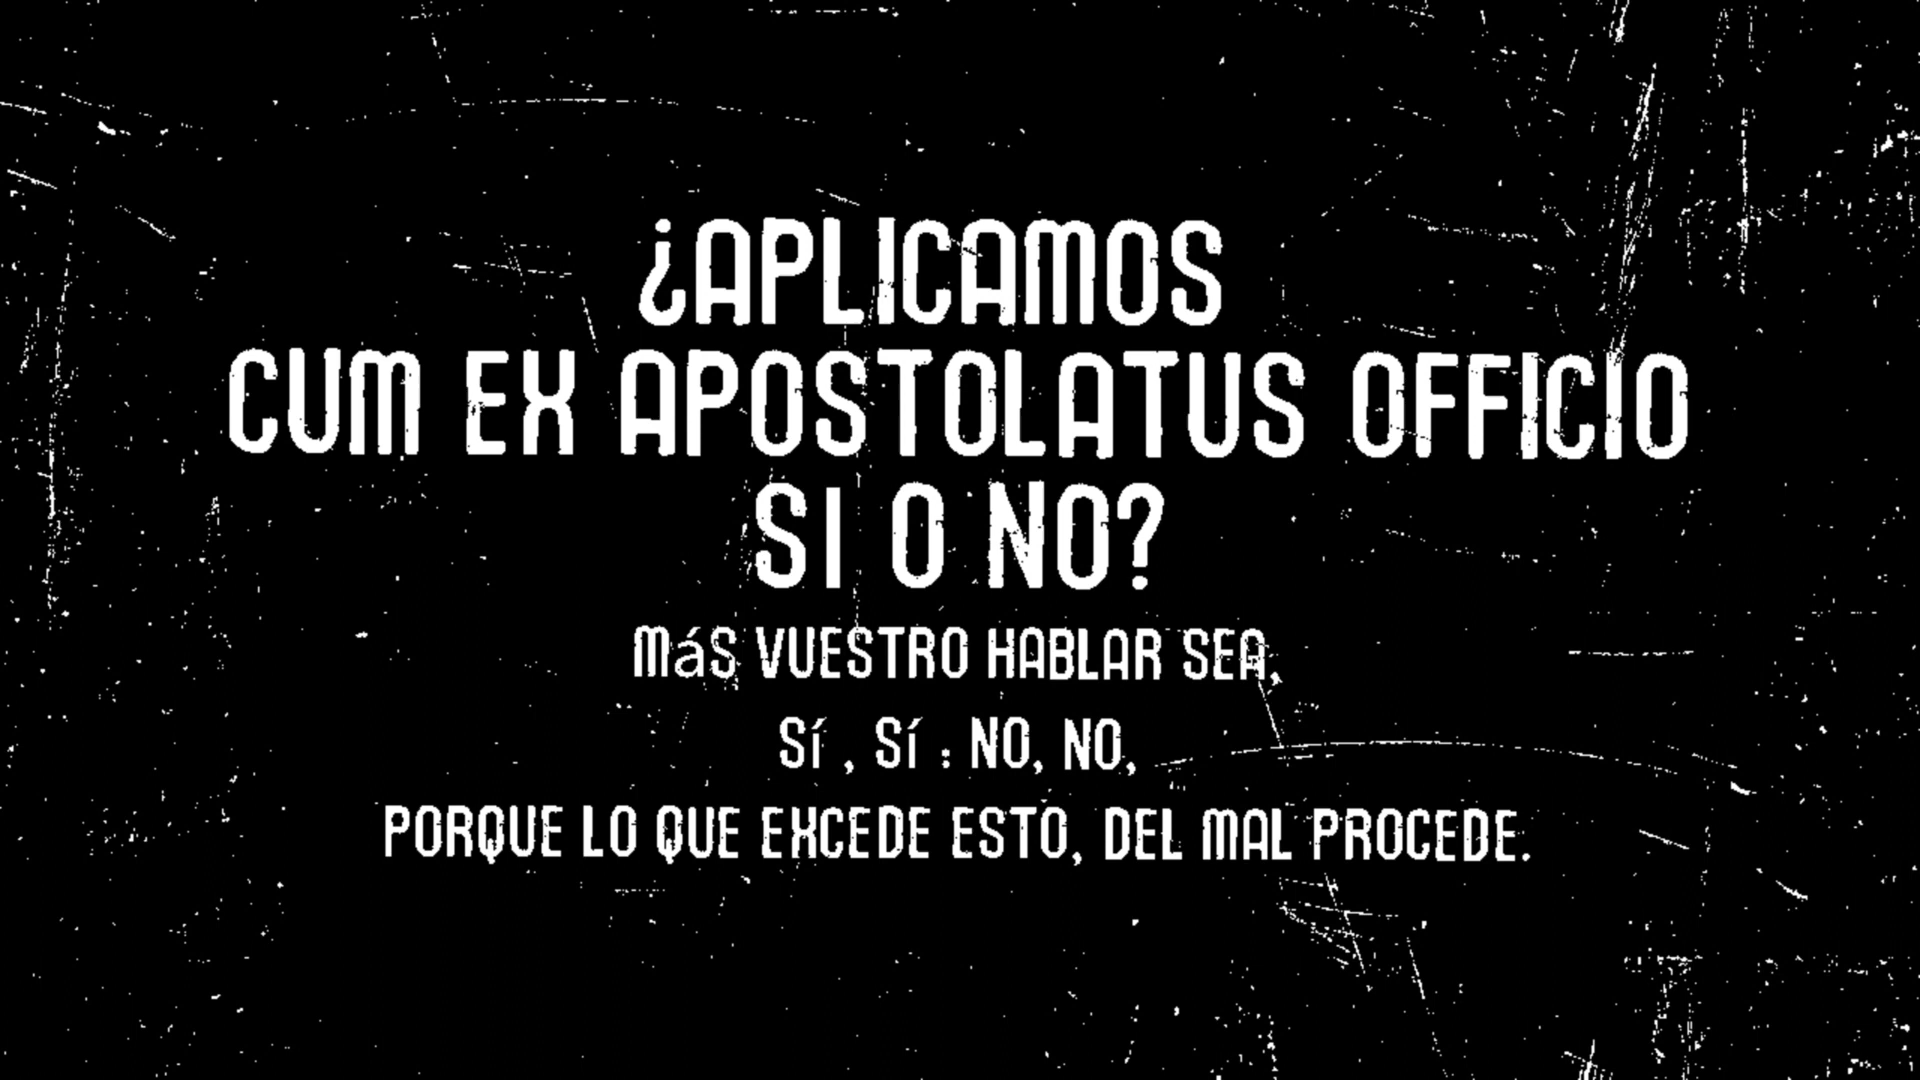 ¿APLICAMOS
CUM EX APOSTOLATUS OFFICIO
SI O NO?
Más VUESTRO HABLAR SEA,
Sí , Sí : NO, NO,
PORQUE LO QUE EXCEDE ESTO, DEL MAL PROCEDE.